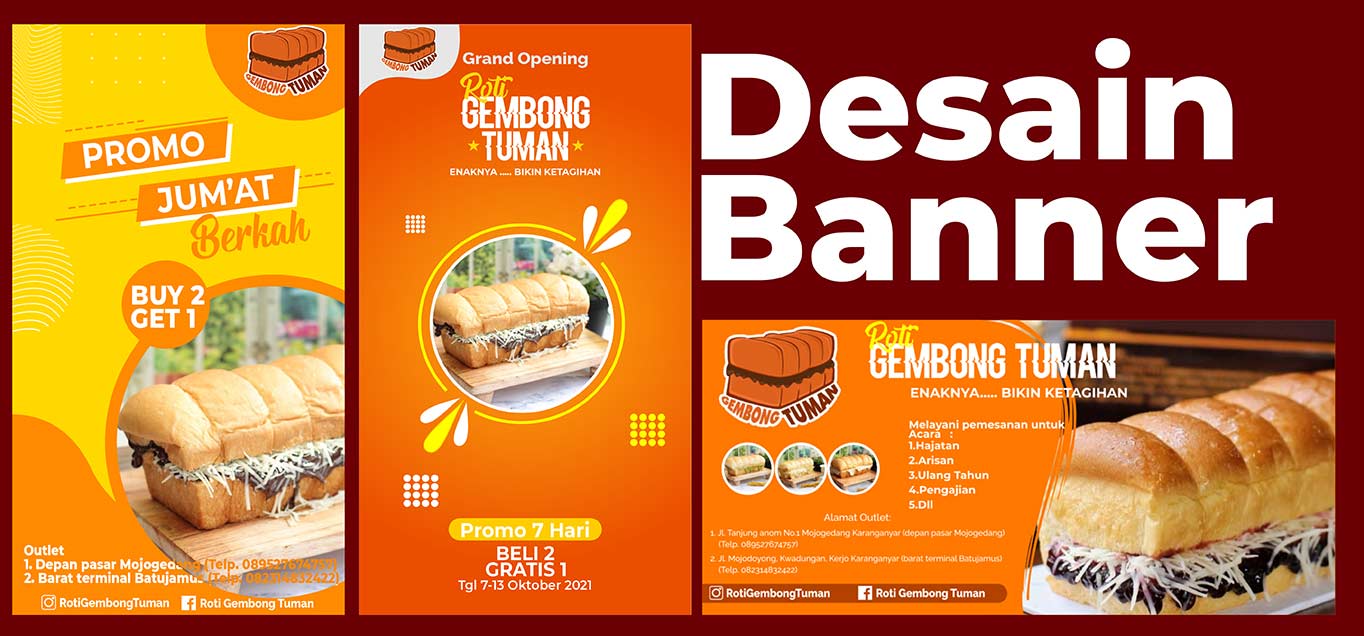 GEMBONG TUMAN
PROMO
JUM'AT
Berkah
BUY 2
GET 1
Outlet
1. Depan pasar Mojogedang (Telp. 089527674757)
2. Barat terminal Batujamus (Telp. 082314832422)
RotiGembongTuman Roti Gembong Tuman
GEMBONG TUMAN
Grand Opening
Roti
GEMBONG
TUMAN
ENAKNYA ..... BIKIN KETAGIHAN
Promo 7 Hari
BELI 2
GRATIS 1
Tgl 7-13 Oktober 2021
Desain
Banner
GEMBONG TUMAN
Roti
GEMBONG TUMAN
ENAKNYA..... BIKIN KETAGIHAN
Melayani pemesanan untuk
Acara :
1.Hajatan
2.Arisan
3.Ulang Tahun
4.Pengajian
5.Dll
Alamat Outlet:
1. Jl. Tanjung anom No.1 Mojogedang Karanganyar (depan pasar Mojogedang)
(Telp. 089527674757)
2. Jl. Mojodoyong, Kwadungan, Kerjo Karanganyar (barat terminal Batujamus)
(Telp. 082314832422)
RotiGembongTuman Roti Gembong Tuman